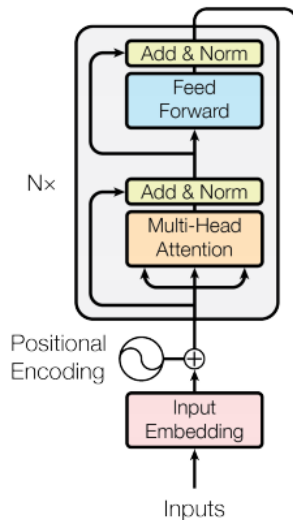 Add & Norm
Feed
Forward
N×
Add & Norm
Multi-Head
Attention
Positional
Encoding
Input
Embedding
Inputs